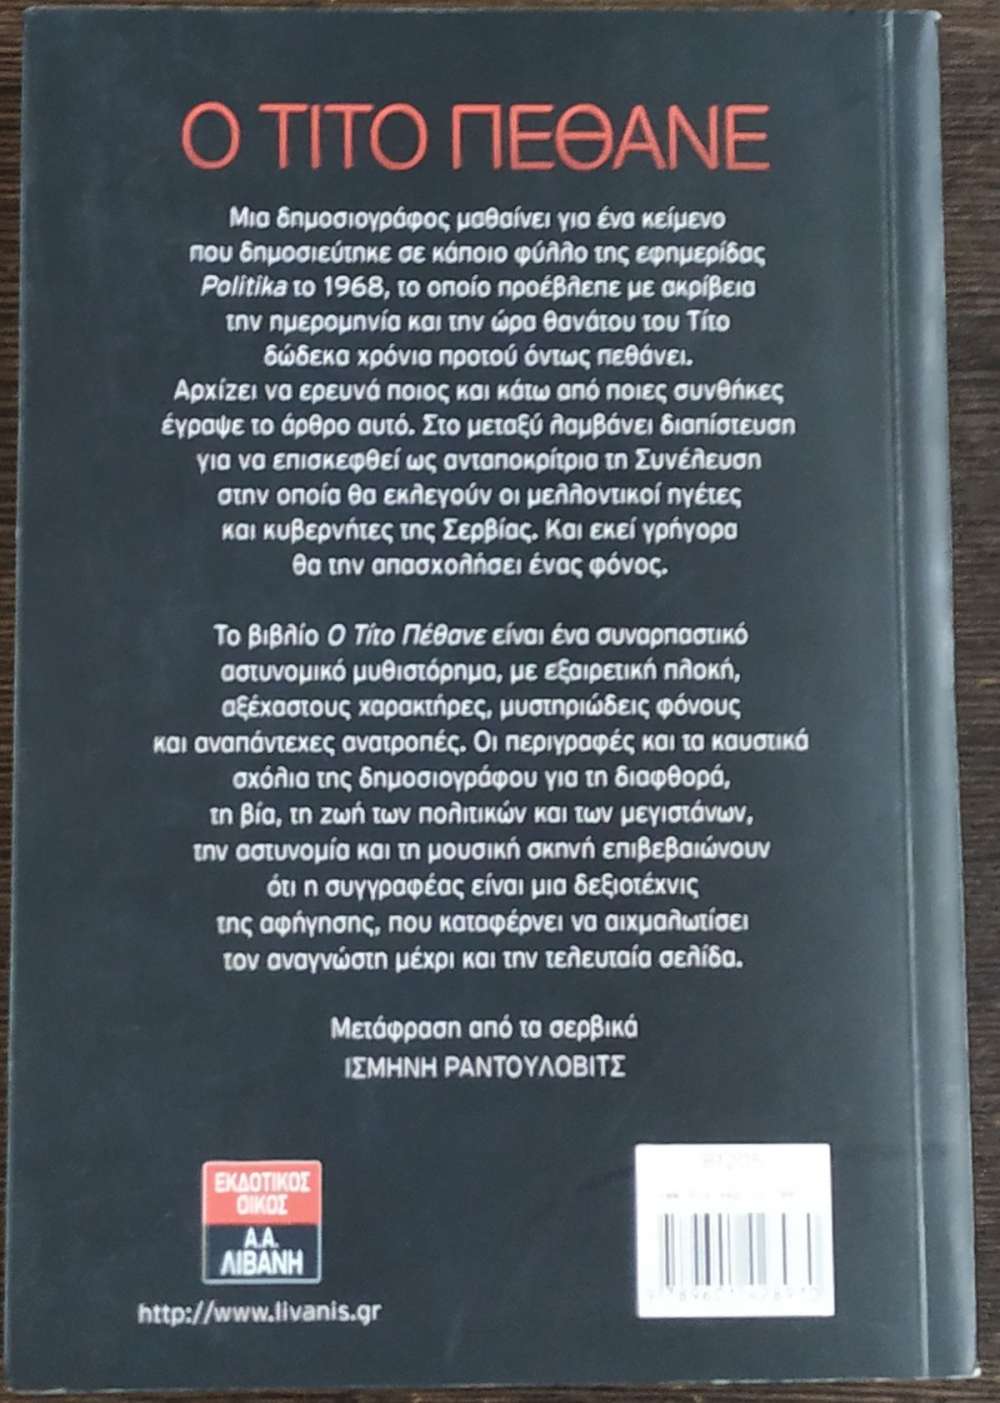 Ο ΤΙΤΟ ΠΕΘΑΝΕ
Μια δημοσιογράφος μαθαίνει για ένα κείμενο
που δημοσιεύτηκε σε κάποιο φύλλο της εφημερίδας
Politika το 1968, το οποίο προέβλεπε με ακρίβεια
την ημερομηνία και την ώρα θανάτου του Τίτο
δώδεκα χρόνια προτού όντως πεθάνει.
Αρχίζει να ερευνά ποιος και κάτω από ποιες συνθήκες
έγραψε το άρθρο αυτό. Στο μεταξύ λαμβάνει διαπίστευση
για να επισκεφθεί ως ανταποκρίτρια τη Συνέλευση
στην οποία θα εκλεγούν οι μελλοντικοί ηγέτες
και κυβερνήτες της Σερβίας. Και εκεί γρήγορα
θα την απασχολήσει ένας φόνος.
Το βιβλίο Ο Τίτο Πέθανε είναι ένα συναρπαστικό
αστυνομικό μυθιστόρημα, με εξαιρετική πλοκή,
αξέχαστους χαρακτήρες, μυστηριώδεις φόνους
και αναπάντεχες ανατροπές. Οι περιγραφές και τα καυστικά
σχόλια της δημοσιογράφου για τη διαφθορά,
τη βία, τη ζωή των πολιτικών και των μεγιστάνων,
την αστυνομία και τη μουσική σκηνή επιβεβαιώνουν
ότι η συγγραφέας είναι μια δεξιοτέχνις
της αφήγησης, που καταφέρνει να αιχμαλωτίσει
τον αναγνώστη μέχρι και την τελευταία σελίδα.
Μετάφραση από τα σερβικά
ΙΣΜΗΝΗ ΡΑΝΤΟΥΛΟΒΙΤΣ
ΕΚΔΟΤΙΚΟΣ
ΟΙΚΟΣ
Α.Α.
ΛΙΒΑΝΗ
http://www.livanis.gr